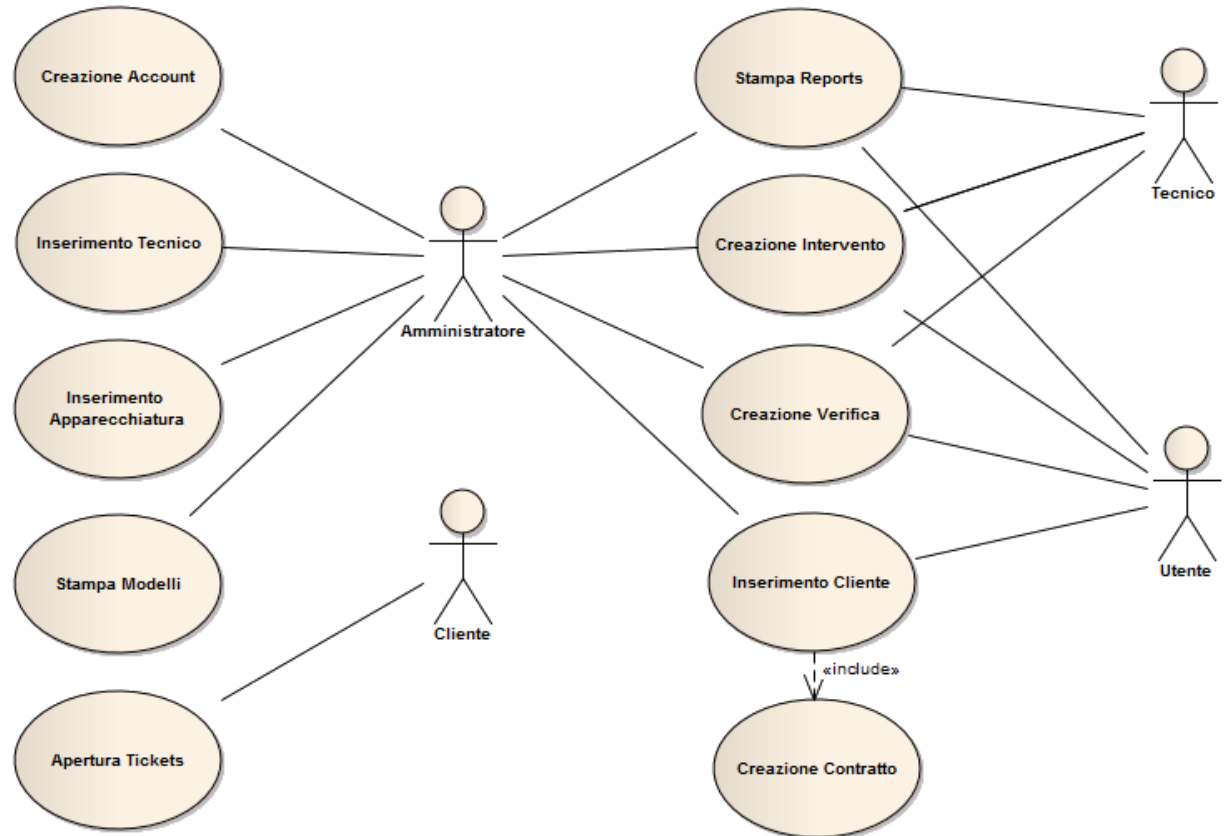 Creazione Account
Stampa Reports
Tecnico
Inserimento Tecnico
Creazione Intervento
Amministratore
Inserimento
Apparecchiatura
Creazione Verifica
Stampa Modelli
Cliente
Inserimento Cliente
Utente
«include»
Apertura Tickets
Creazione Contratto